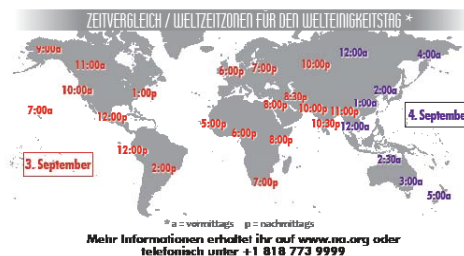 ZEITVERGLEICH / WELTZEITZONEN FÜR DEN WELTEINIGKEITSTAG *
9:00a
12:00a
4:00a
11:00a
6:00p
7:00p
10:00p
10:00a
1:00p
8:30p
2:00a
7:00a
12:00p
8:00p
10:00p
11:00p
1:00a
4. September
5:00p
6:00p
8:00p
10:30p
12:00a
12:00p
2:30a
3. September
2:00p
7:00p
3:00a
5:00a
* a = vormittags p = nachmittags
Mehr Informationen erhaltet ihr auf www.na.org oder
telefonisch unter +1 818 773 9999